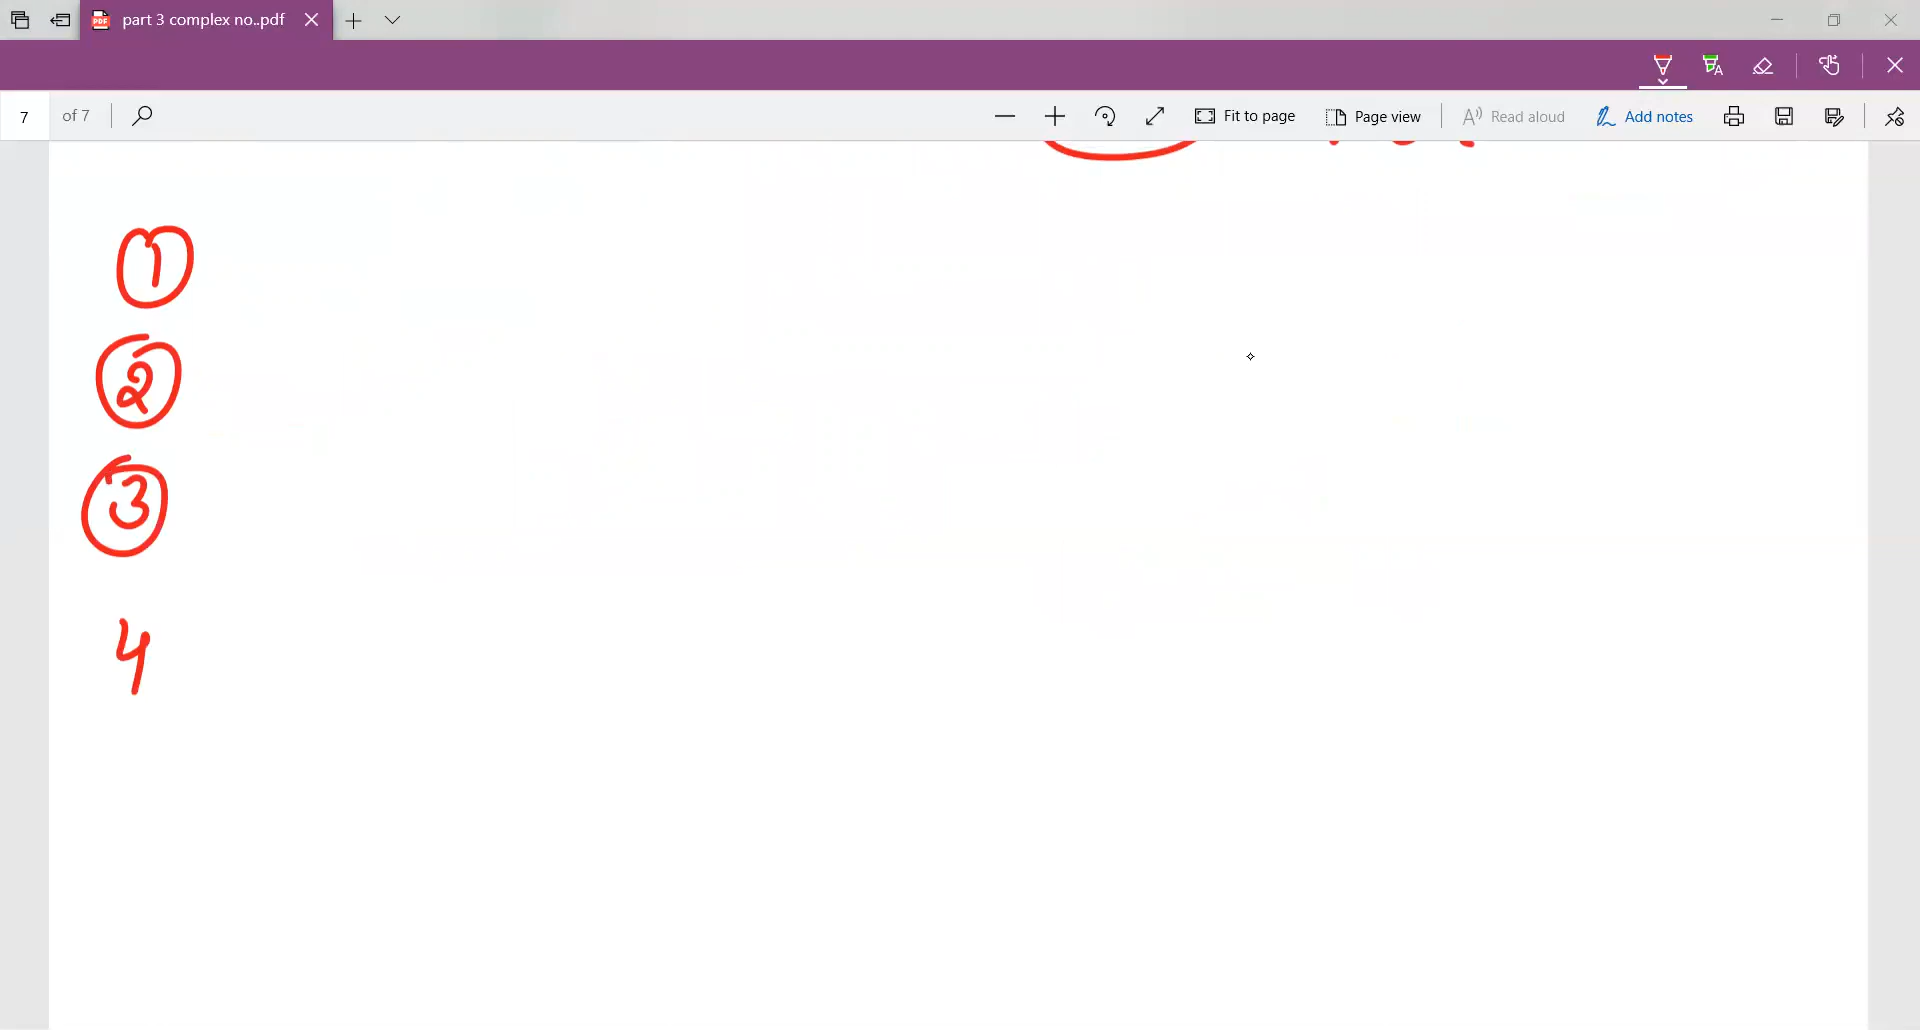 part 3 complex no..pdf
7 of 7 Fit to page Page view Read aloud Add notes
1
2
3
4